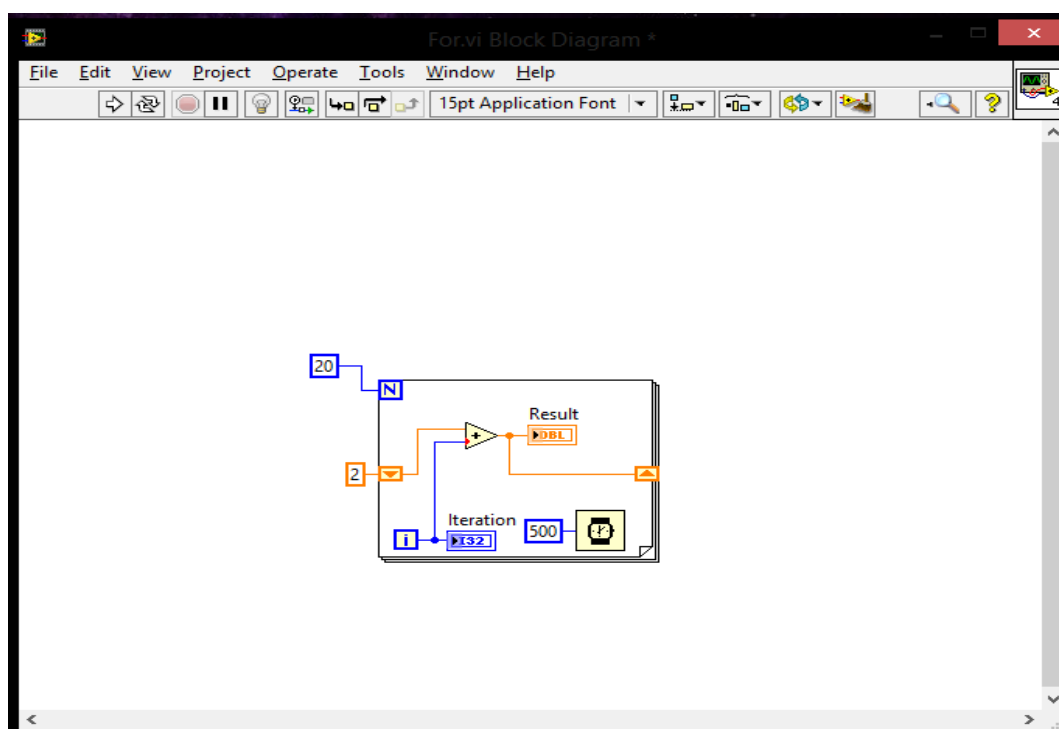 For.vi Block Diagram *
File Edit View Project Operate Tools Window Help
15pt Application Font
4
20
N
Result
DBL
2
Iteration
i
I32
500